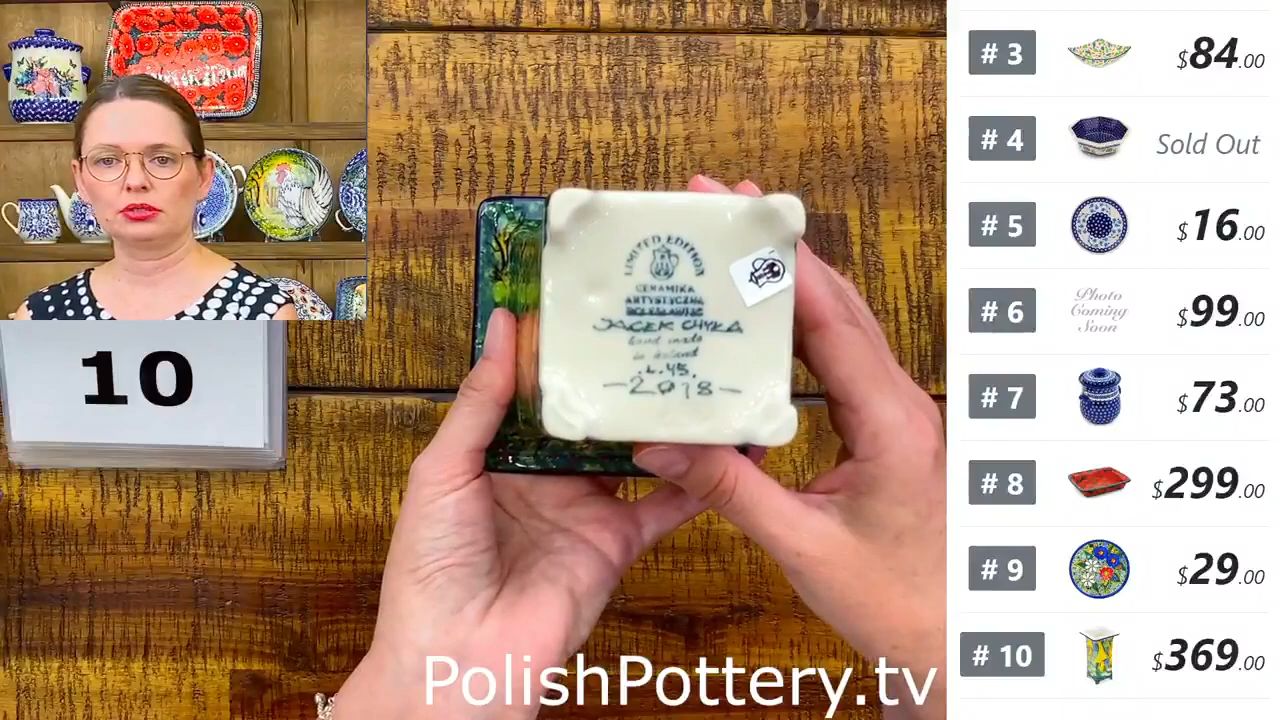 10
LIMITED EDITION
CERAMIKA
ARTYSTYCZNA
BOLESŁAWIEC
JACEK CHYŁA
hand made
in Poland
-2018-
PolishPottery.tv
# 3 $84.00
# 4 Sold Out
# 5 $16.00
# 6 Photo Coming Soon $99.00
# 7 $73.00
# 8 $299.00
# 9 $29.00
# 10 $369.00